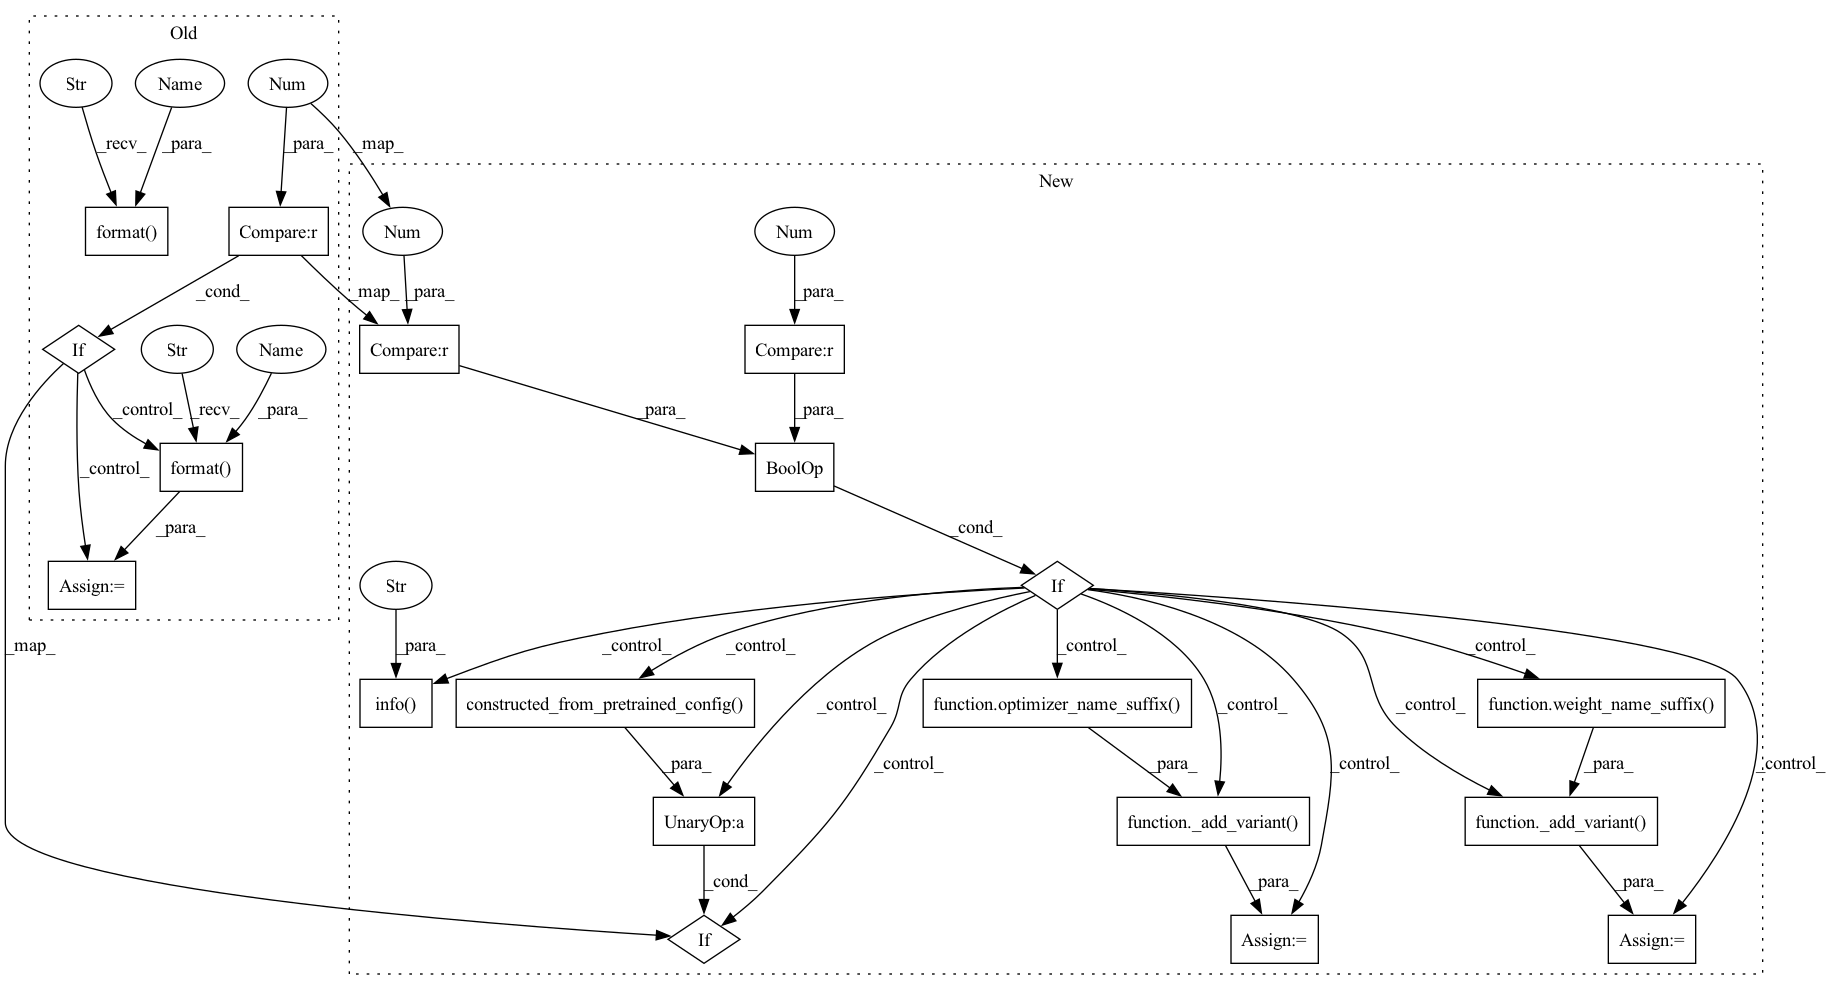 Old
Str
Name
Num
_recv_
_para_
_para_
_map_
New
format()
Compare:r
Num
Num
_cond_
_map_
_para_
_para_
If
Str
Name
Compare:r
Compare:r
_control_
_recv_
_para_
_para_
_para_
_control_
format()
BoolOp
_para_
_cond_
Assign:=
Str
If
_map_
_para_
_control_
_control_
_control_
_control_
info()
constructed_from_pretrained_config()
function.optimizer_name_suffix()
function.weight_name_suffix()
_control_
_control_
_control_
_para_
_control_
_para_
_control_
_para_
_control_
UnaryOp:a
function._add_variant()
function._add_variant()
_cond_
_para_
_para_
If
Assign:=
Assign:=